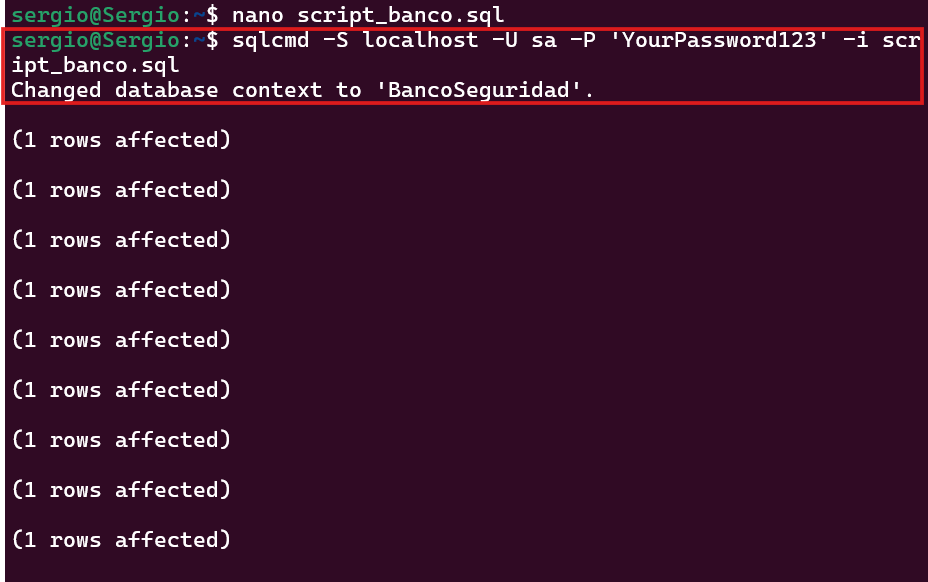 sergio@Sergio:~$ nano script_banco.sql
sergio@Sergio:~$ sqlcmd -S localhost -U sa -P 'YourPassword123' -i scr
ipt_banco.sql
Changed database context to 'BancoSeguridad'.
(1 rows affected)
(1 rows affected)
(1 rows affected)
(1 rows affected)
(1 rows affected)
(1 rows affected)
(1 rows affected)
(1 rows affected)
(1 rows affected)